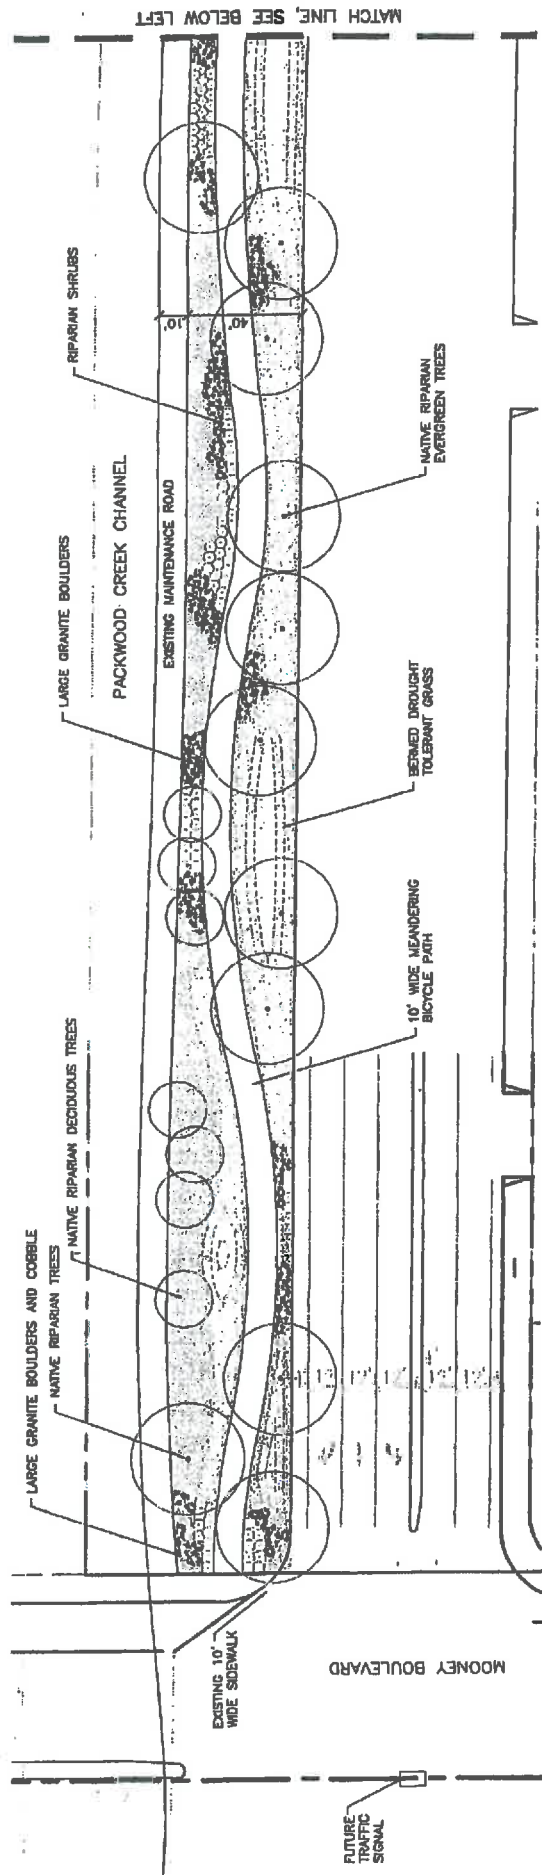 MATCH LINE, SEE BELOW LEFT
RIPARIAN SHRUBS
PACKWOOD CREEK CHANNEL
LARGE GRANITE BOULDERS
EXISTING MAINTENANCE ROAD
10'
40'
NATIVE RIPARIAN
EVERGREEN TREES
BERMED DROUGHT
TOLERANT GRASS
10' WIDE MEANDERING
BICYCLE PATH
NATIVE RIPARIAN DECIDUOUS TREES
NATIVE RIPARIAN TREES
LARGE GRANITE BOULDERS AND COBBLE
EXISTING 10'
WIDE SIDEWALK
MOONEY BOULEVARD
FUTURE
TRAFFIC
SIGNAL